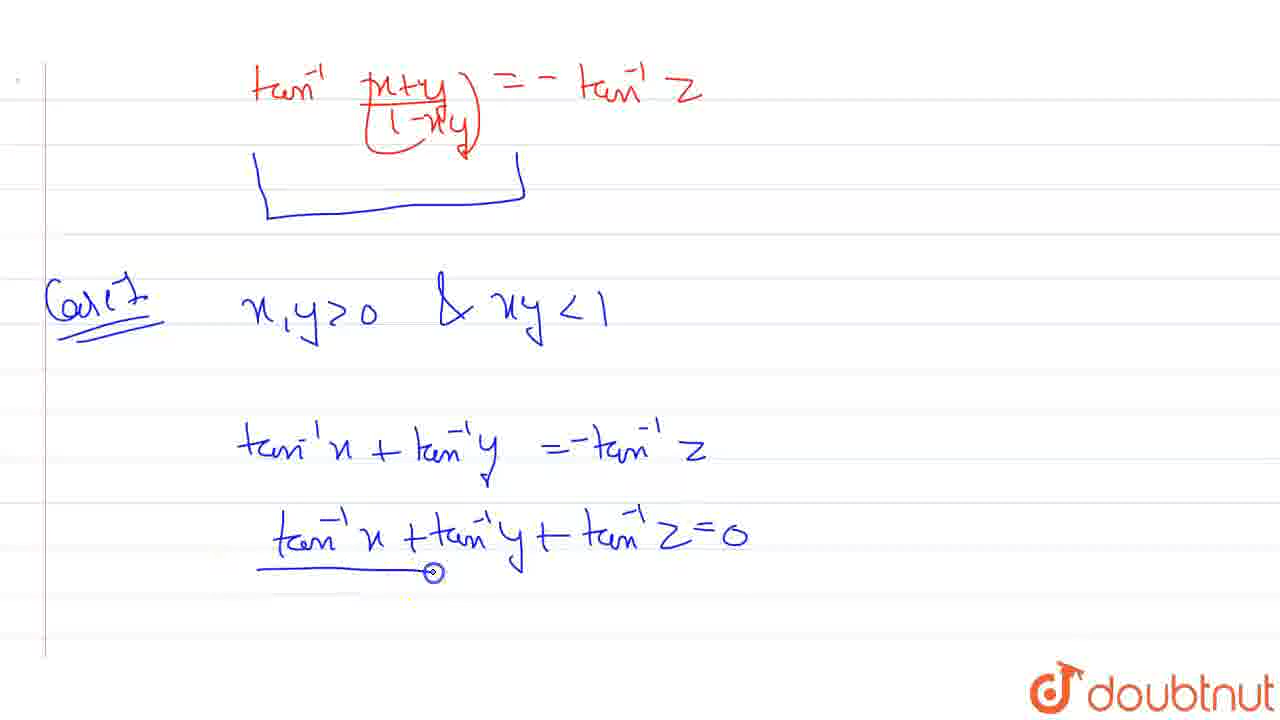 tan⁻¹ (x+y / 1-xy) = - tan⁻¹ z
Case-I x, y > 0 & xy < 1
tan⁻¹ x + tan⁻¹ y = - tan⁻¹ z
tan⁻¹ x + tan⁻¹ y + tan⁻¹ z = 0
doubtnut